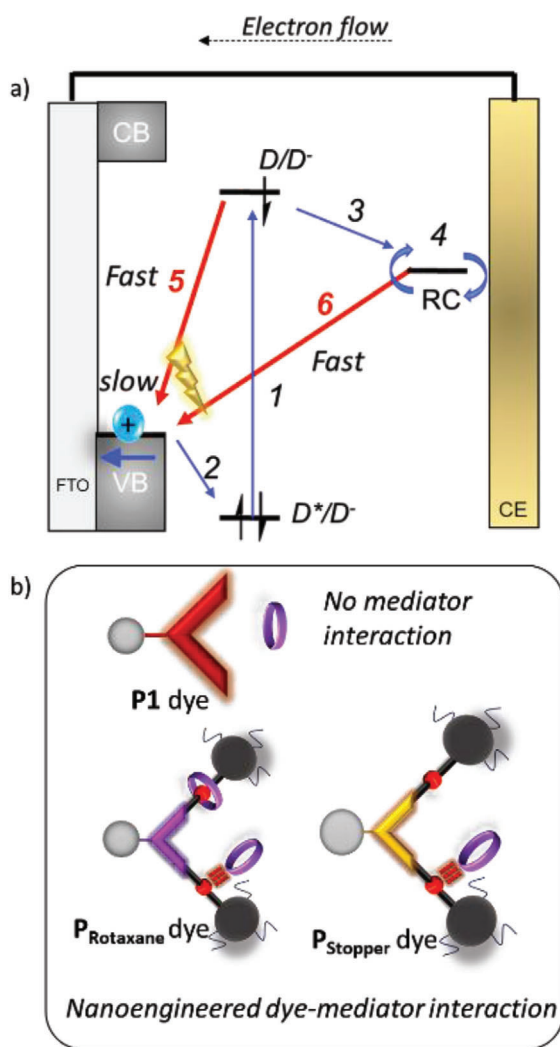 Electron flow
a)
CB
D/D-
3
4
Fast 5
6
RC
Fast
slow
1
+
2
FTO
VB
D*/D-
CE
b)
No mediator
interaction
P1 dye
PRotaxane dye
PStopper dye
Nanoengineered dye-mediator interaction